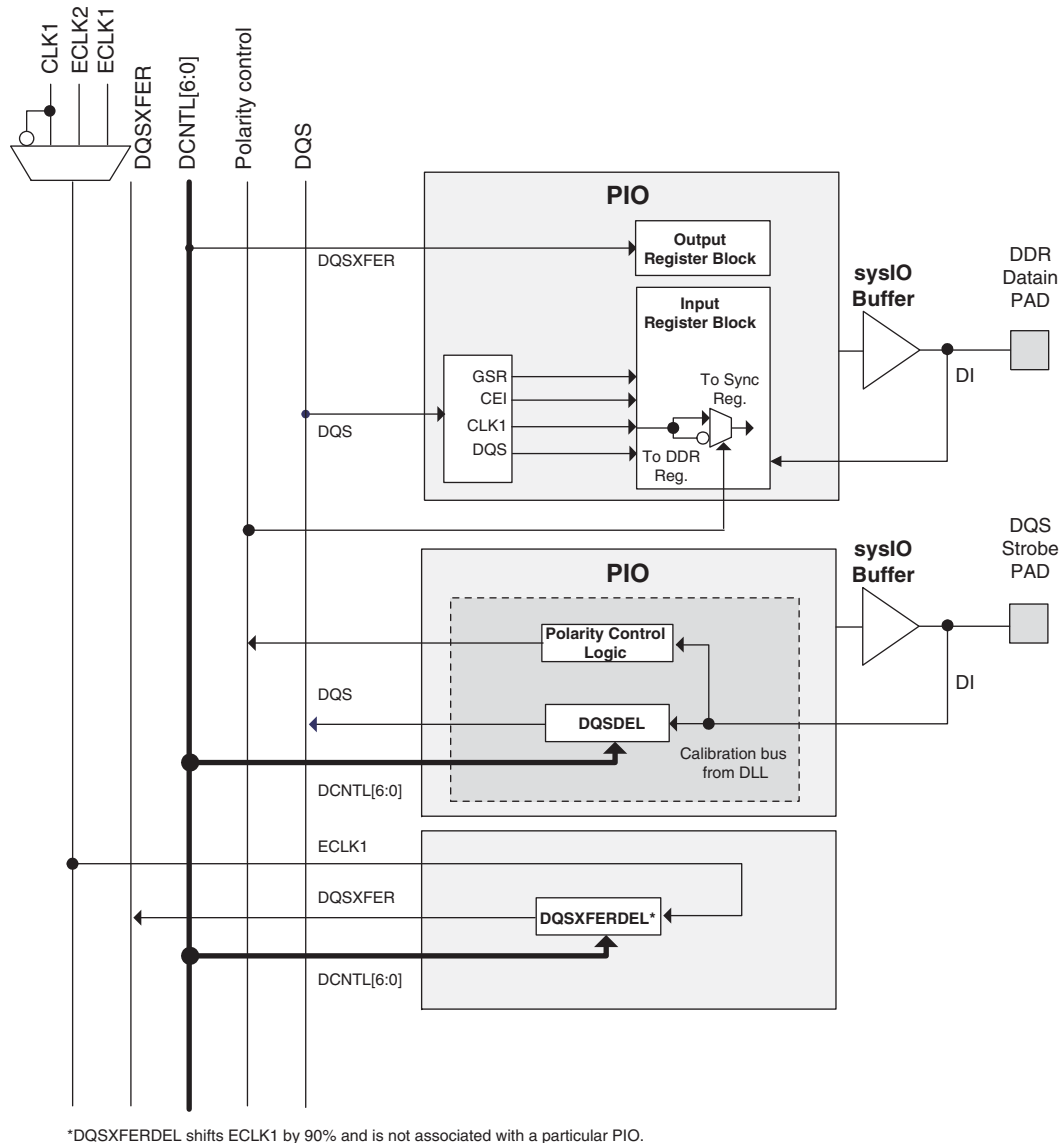 CLK1
ECLK2
ECLK1
DQSXFER
DCNTL[6:0]
Polarity control
DQS
PIO
Output
Register Block
DQSXFER
sysIO
Buffer
DDR
Datain
PAD
Input
Register Block
GSR
CEI
CLK1
DQS
To Sync
Reg.
To DDR
Reg.
DI
DQS
PIO
sysIO
Buffer
DQS
Strobe
PAD
Polarity Control
Logic
DI
DQS
DQSDEL
Calibration bus
from DLL
DCNTL[6:0]
ECLK1
DQSXFER
DQSXFERDEL*
DCNTL[6:0]
*DQSXFERDEL shifts ECLK1 by 90% and is not associated with a particular PIO.